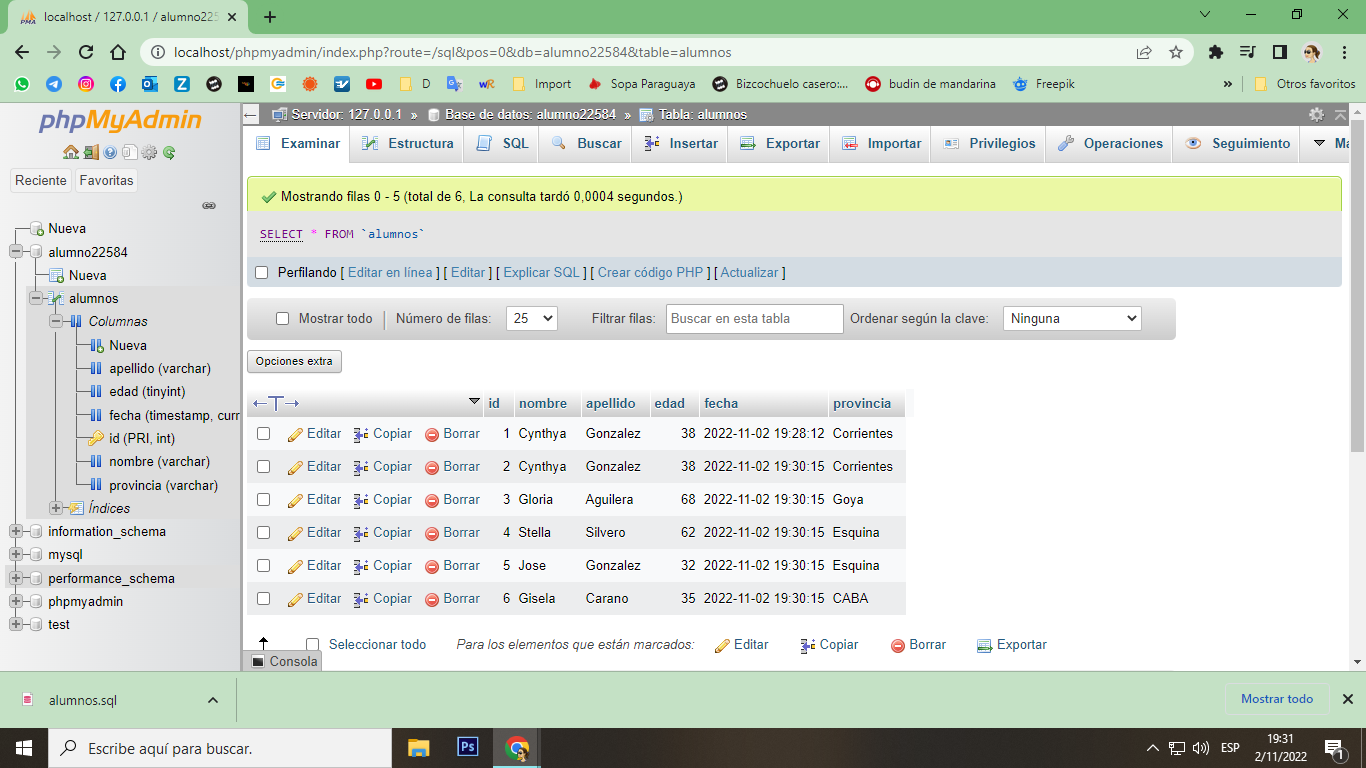 localhost / 127.0.0.1 / alumno225
localhost/phpmyadmin/index.php?route=/sql&pos=0&db=alumno22584&table=alumnos
D
Import
Sopa Paraguaya
Bizcochuelo casero:...
budin de mandarina
Freepik
»
Otros favoritos
phpMyAdmin
Reciente Favoritas
Nueva
alumno22584
Nueva
alumnos
Columnas
Nueva
apellido (varchar)
edad (tinyint)
fecha (timestamp, curr
id (PRI, int)
nombre (varchar)
provincia (varchar)
Índices
information_schema
mysql
performance_schema
phpmyadmin
test
Servidor: 127.0.0.1 » Base de datos: alumno22584 » Tabla: alumnos
Examinar Estructura SQL Buscar Insertar Exportar Importar Privilegios Operaciones Seguimiento Má
Mostrando filas 0 - 5 (total de 6, La consulta tardó 0,0004 segundos.)
SELECT * FROM `alumnos`
Perfilando [ Editar en línea ] [ Editar ] [ Explicar SQL ] [ Crear código PHP ] [ Actualizar ]
Mostrar todo Número de filas: 25 Filtrar filas: Buscar en esta tabla Ordenar según la clave: Ninguna
Opciones extra
←T→ id nombre apellido edad fecha provincia
Editar Copiar Borrar 1 Cynthya Gonzalez 38 2022-11-02 19:28:12 Corrientes
Editar Copiar Borrar 2 Cynthya Gonzalez 38 2022-11-02 19:30:15 Corrientes
Editar Copiar Borrar 3 Gloria Aguilera 68 2022-11-02 19:30:15 Goya
Editar Copiar Borrar 4 Stella Silvero 62 2022-11-02 19:30:15 Esquina
Editar Copiar Borrar 5 Jose Gonzalez 32 2022-11-02 19:30:15 Esquina
Editar Copiar Borrar 6 Gisela Carano 35 2022-11-02 19:30:15 CABA
Seleccionar todo Para los elementos que están marcados: Editar Copiar Borrar Exportar
Consola
alumnos.sql
Mostrar todo
Escribe aquí para buscar.
Ps
ESP
19:31
2/11/2022
1